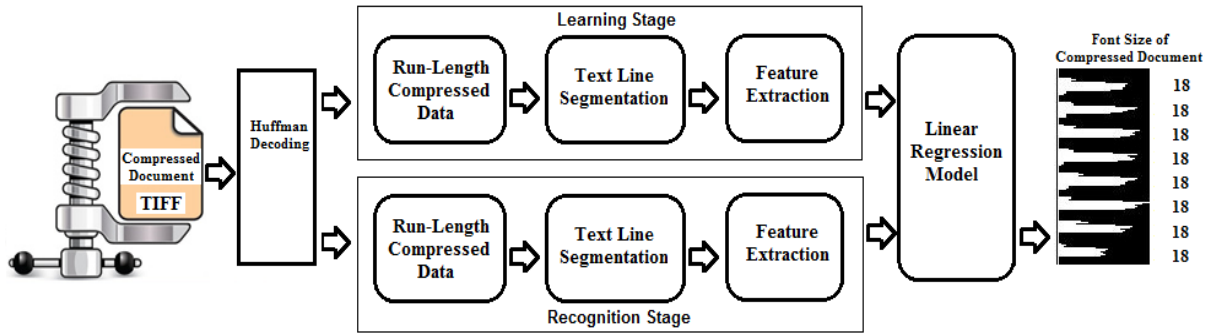 Compressed
Document
TIFF
Huffman
Decoding
Learning Stage
Run-Length
Compressed
Data
Text Line
Segmentation
Feature
Extraction
Run-Length
Compressed
Data
Text Line
Segmentation
Feature
Extraction
Recognition Stage
Linear
Regression
Model
Font Size of
Compressed Document
18
18
18
18
18
18
18
18